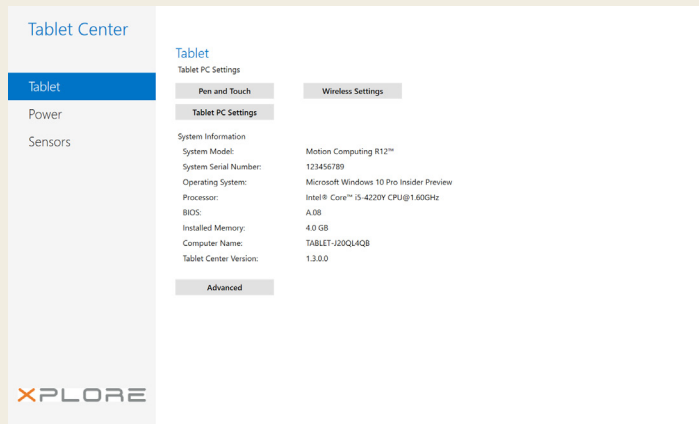 Tablet Center
Tablet
Power
Sensors
XPLORE
Tablet
Tablet PC Settings
Pen and Touch Wireless Settings
Tablet PC Settings
System Information
System Model: Motion Computing R12™
System Serial Number: 123456789
Operating System: Microsoft Windows 10 Pro Insider Preview
Processor: Intel® Core™ i5-4220Y CPU@1.60GHz
BIOS: A.08
Installed Memory: 4.0 GB
Computer Name: TABLET-J20QL4QB
Tablet Center Version: 1.3.0.0
Advanced